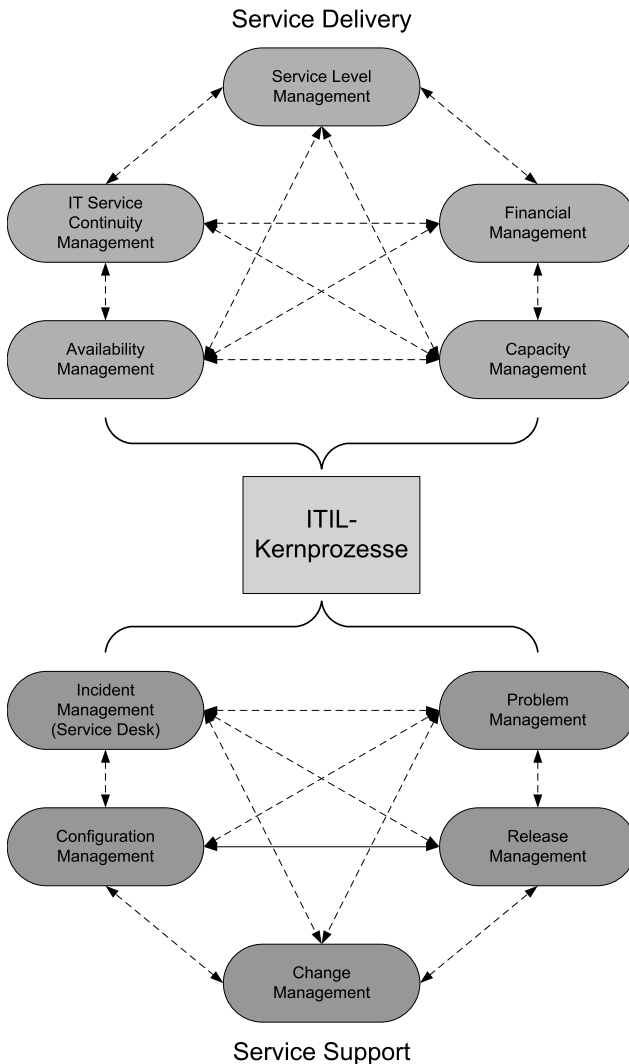 Service Delivery
Service Level
Management
IT Service
Continuity
Management
Financial
Management
Availability
Management
Capacity
Management
ITIL-
Kernprozesse
Incident
Management
(Service Desk)
Problem
Management
Configuration
Management
Release
Management
Change
Management
Service Support